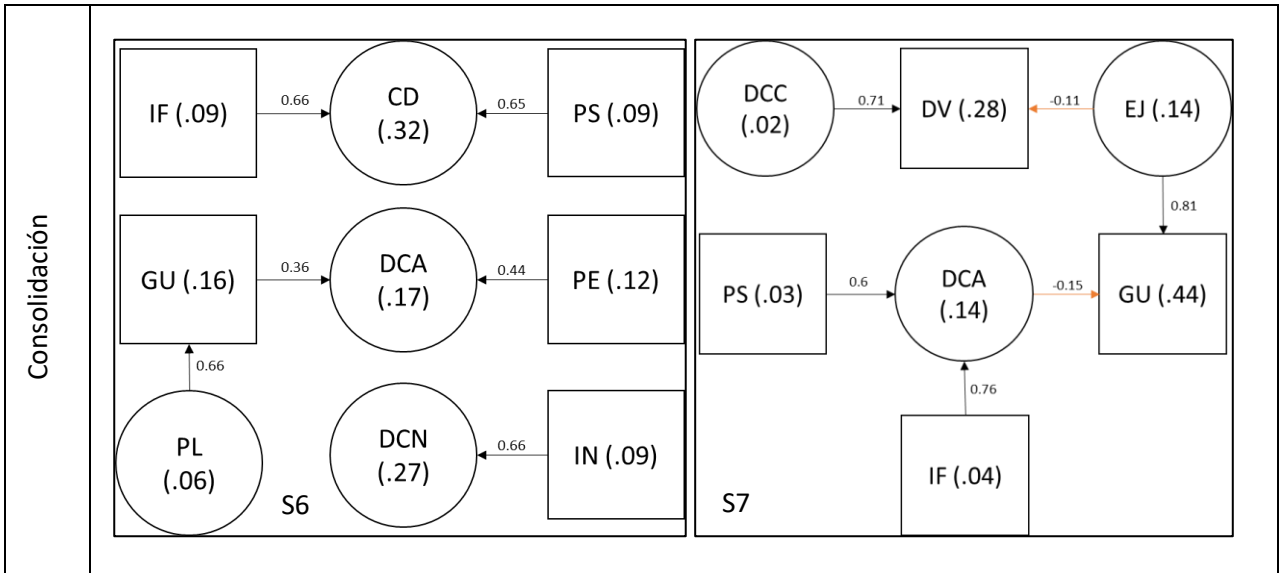 Consolidación
IF (.09)
0.66
CD
(.32)
0.65
PS (.09)
GU (.16)
0.36
DCA
(.17)
0.44
PE (.12)
0.66
PL
(.06)
DCN
(.27)
0.66
IN (.09)
S6
DCC
(.02)
0.71
DV (.28)
-0.11
EJ (.14)
0.81
PS (.03)
0.6
DCA
(.14)
-0.15
GU (.44)
0.76
IF (.04)
S7